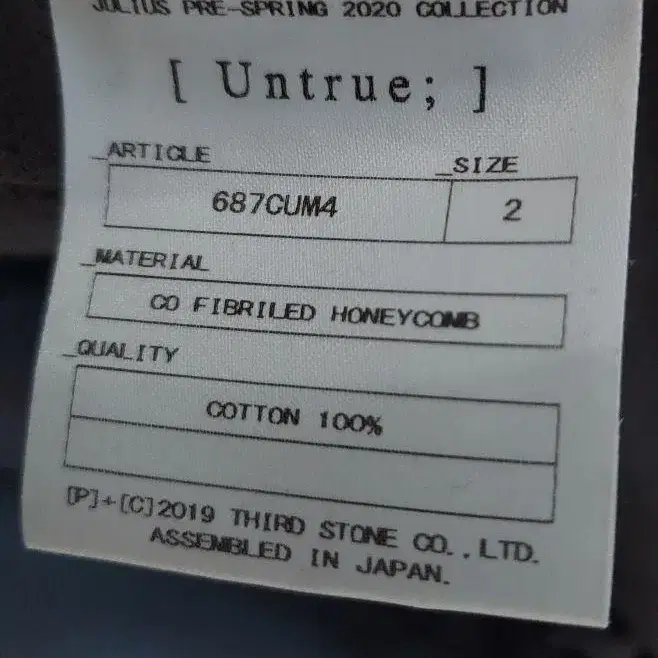 JULIUS PRE-SPRING 2020 COLLECTION
[ Untrue; ]
_ARTICLE _SIZE
687CUM4 2
_MATERIAL
CO FIBRILED HONEYCOMB
_QUALITY
COTTON 100%
[P]+[C]2019 THIRD STONE CO.,LTD.
ASSEMBLED IN JAPAN.